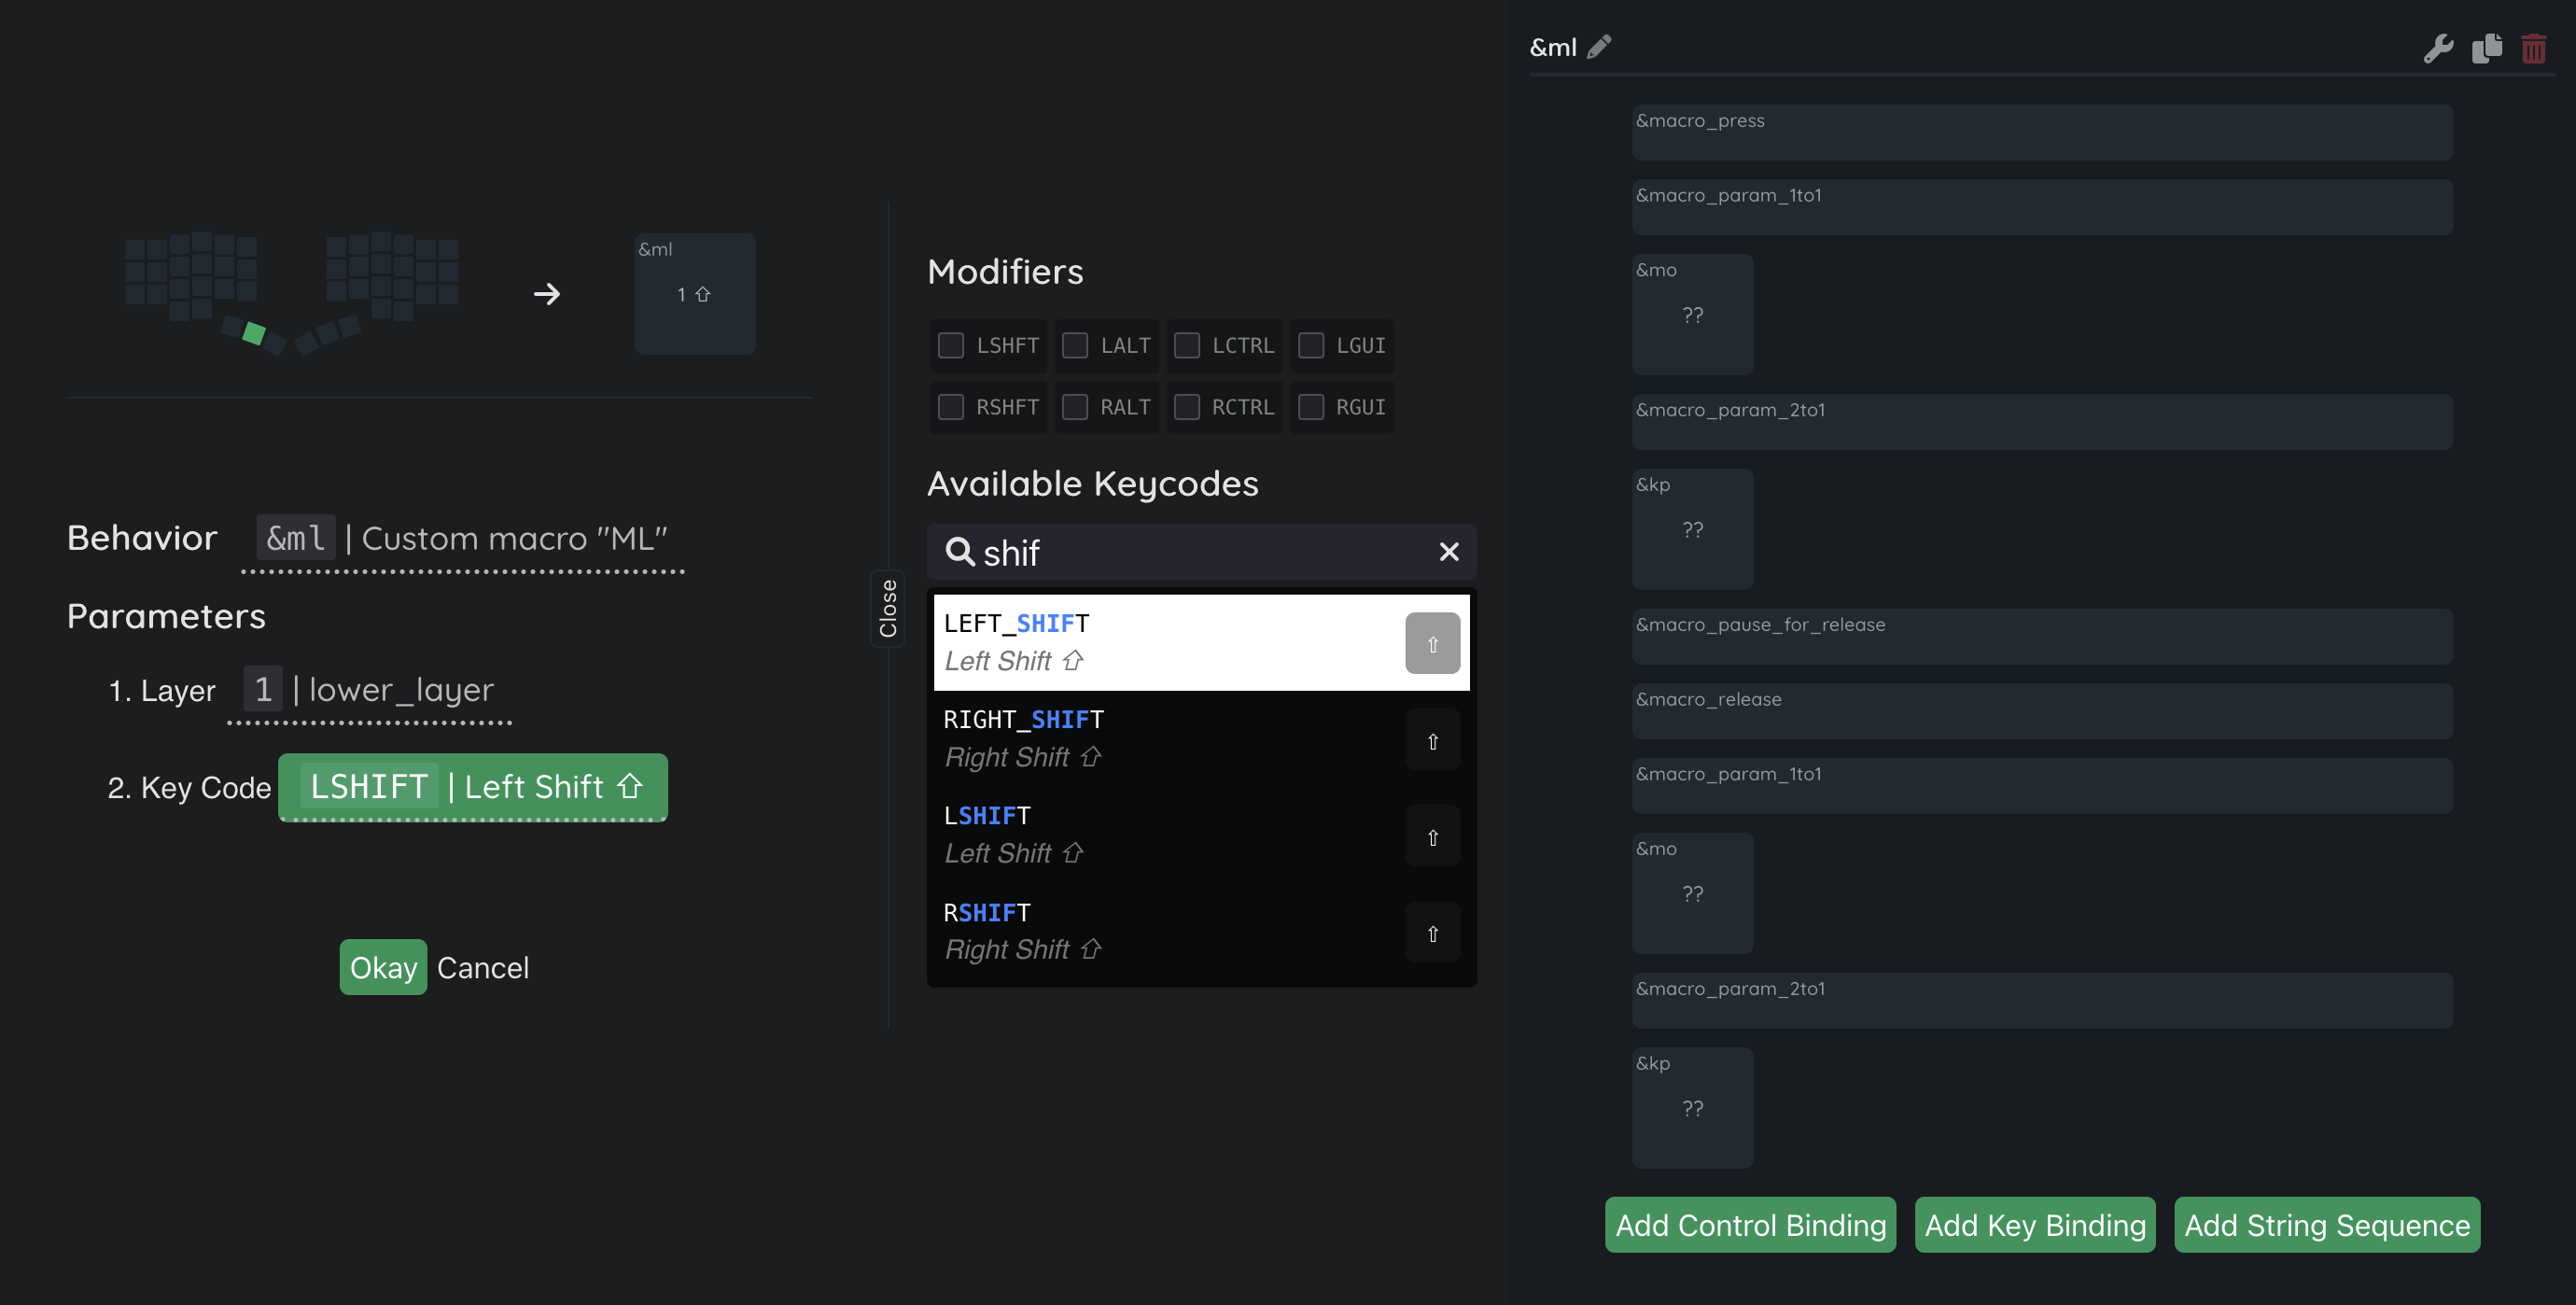 &ml
1 ⇧
Behavior &ml | Custom macro "ML"
Parameters
1. Layer 1 | lower_layer
2. Key Code LSHIFT | Left Shift ⇧
Okay Cancel
Close
Modifiers
LSHFT LALT LCTRL LGUI
RSHFT RALT RCTRL RGUI
Available Keycodes
shif
LEFT_SHIFT
Left Shift ⇧
⇧
RIGHT_SHIFT
Right Shift ⇧
⇧
LSHIFT
Left Shift ⇧
⇧
RSHIFT
Right Shift ⇧
⇧
&ml
&macro_press
&macro_param_1to1
&mo
??
&macro_param_2to1
&kp
??
&macro_pause_for_release
&macro_release
&macro_param_1to1
&mo
??
&macro_param_2to1
&kp
??
Add Control Binding Add Key Binding Add String Sequence